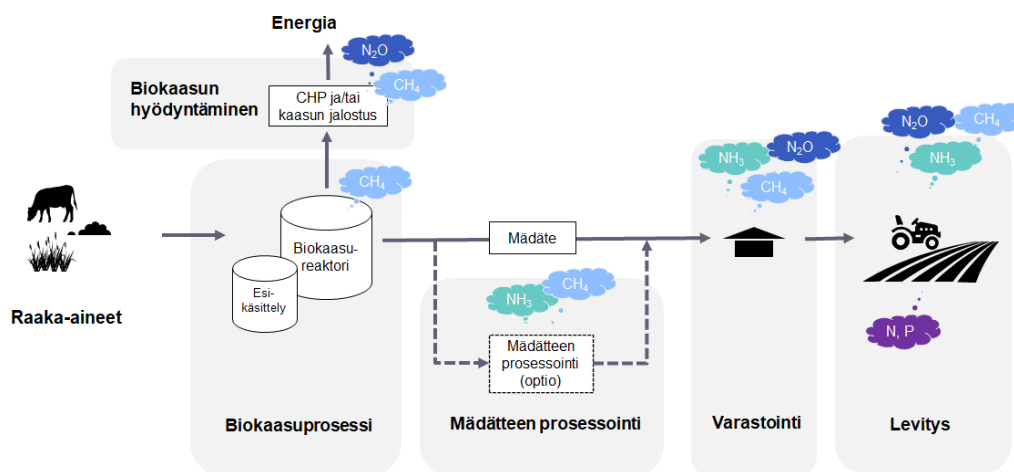 Energia
N₂O
CH₄
Biokaasun
hyödyntäminen
CHP ja/tai
kaasun jalostus
N₂O
CH₄
NH₃
N₂O
NH₃
CH₄
CH₄
Biokaasu-
reaktori
Esi-
käsittely
Mädäte
Raaka-aineet
NH₃
CH₄
Mädätteen
prosessointi
(optio)
N, P
Biokaasuprosessi
Mädätteen prosessointi
Varastointi
Levitys